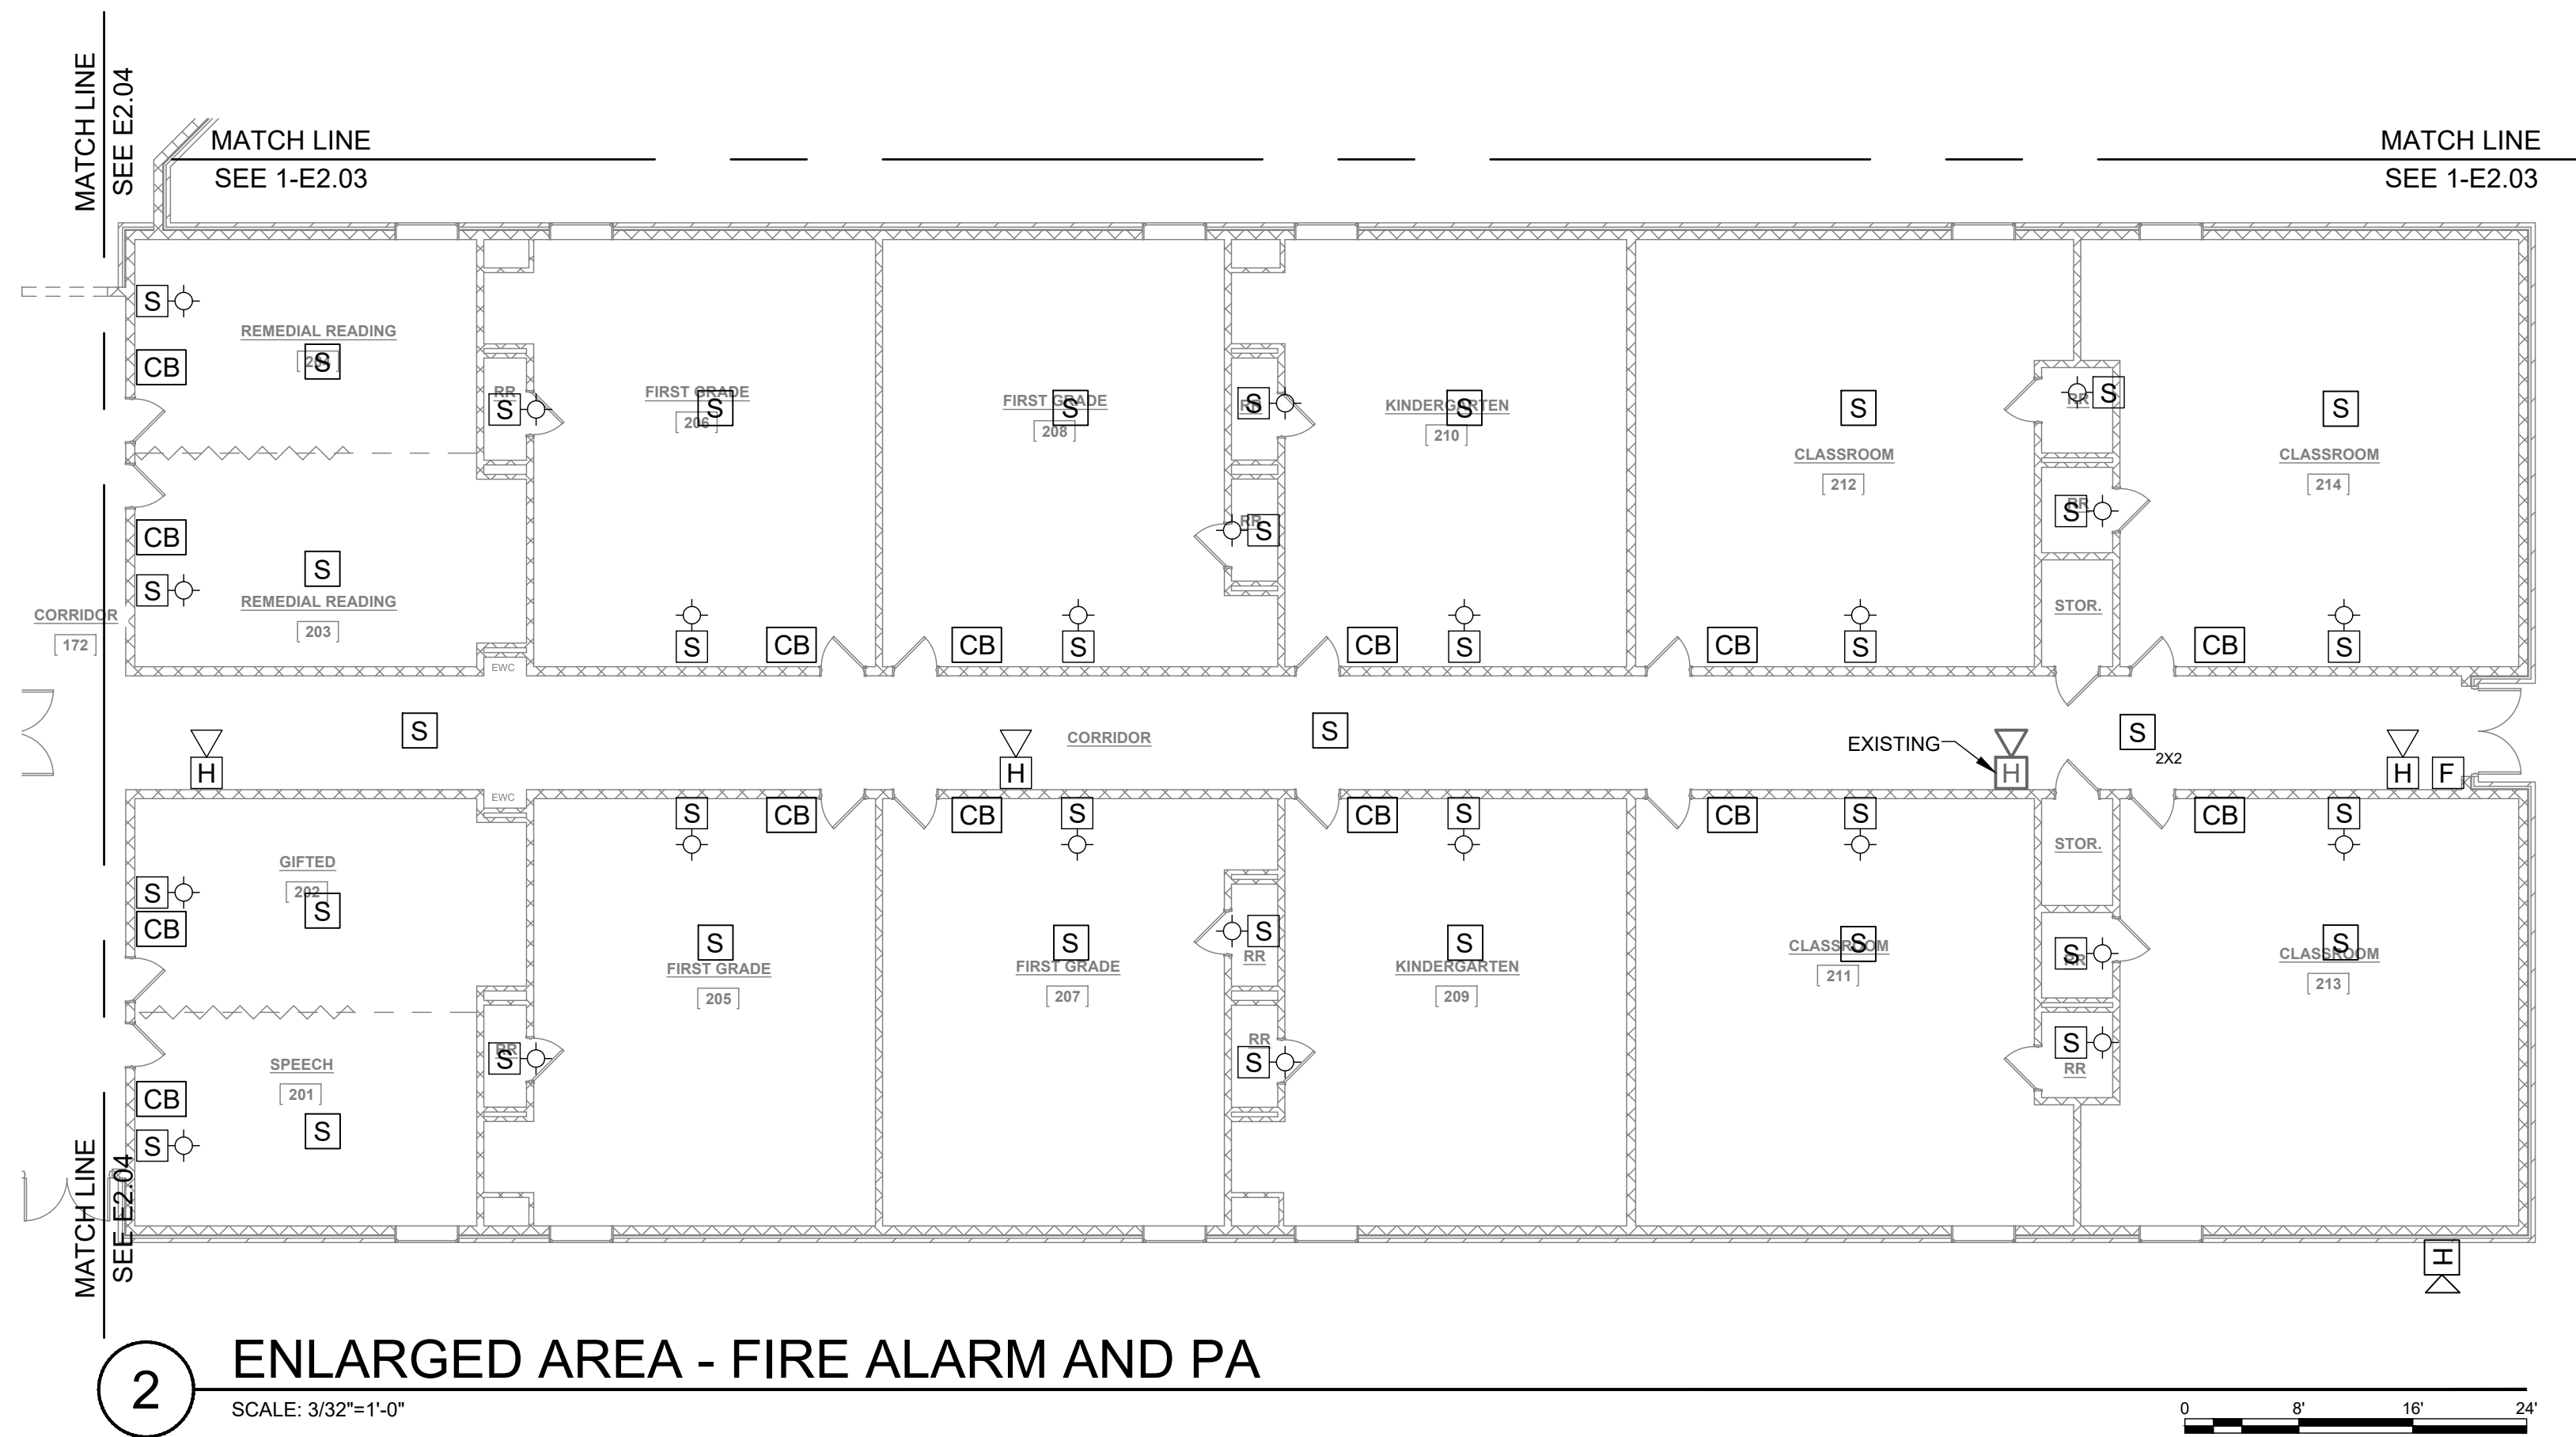 MATCH LINE
SEE E2.04
MATCH LINE
SEE 1-E2.03
MATCH LINE
SEE 1-E2.03
S
REMEDIAL READING
S
CB
RR
S
FIRST GRADE
206
S
FIRST GRADE
208
S
S
KINDERGARTEN
210
S
S
CLASSROOM
212
RR
S
S
CLASSROOM
214
RR
S
RR
S
CB
S
S
REMEDIAL READING
203
CORRIDOR
172
STOR.
EWC
S
CB
CB
S
CB
S
CB
S
CB
S
S
CORRIDOR
S
EXISTING
S
2X2
H
H
H
H
F
EWC
S
CB
CB
S
CB
S
CB
S
CB
S
GIFTED
202
S
S
CB
STOR.
S
FIRST GRADE
205
S
FIRST GRADE
207
S
RR
S
KINDERGARTEN
209
S
CLASSROOM
211
RR
S
S
CLASSROOM
213
SPEECH
201
CB
S
S
RR
S
RR
S
S
RR
MATCH LINE
SEE E2.04
H
2
ENLARGED AREA - FIRE ALARM AND PA
SCALE: 3/32"=1'-0"
0 8' 16' 24'